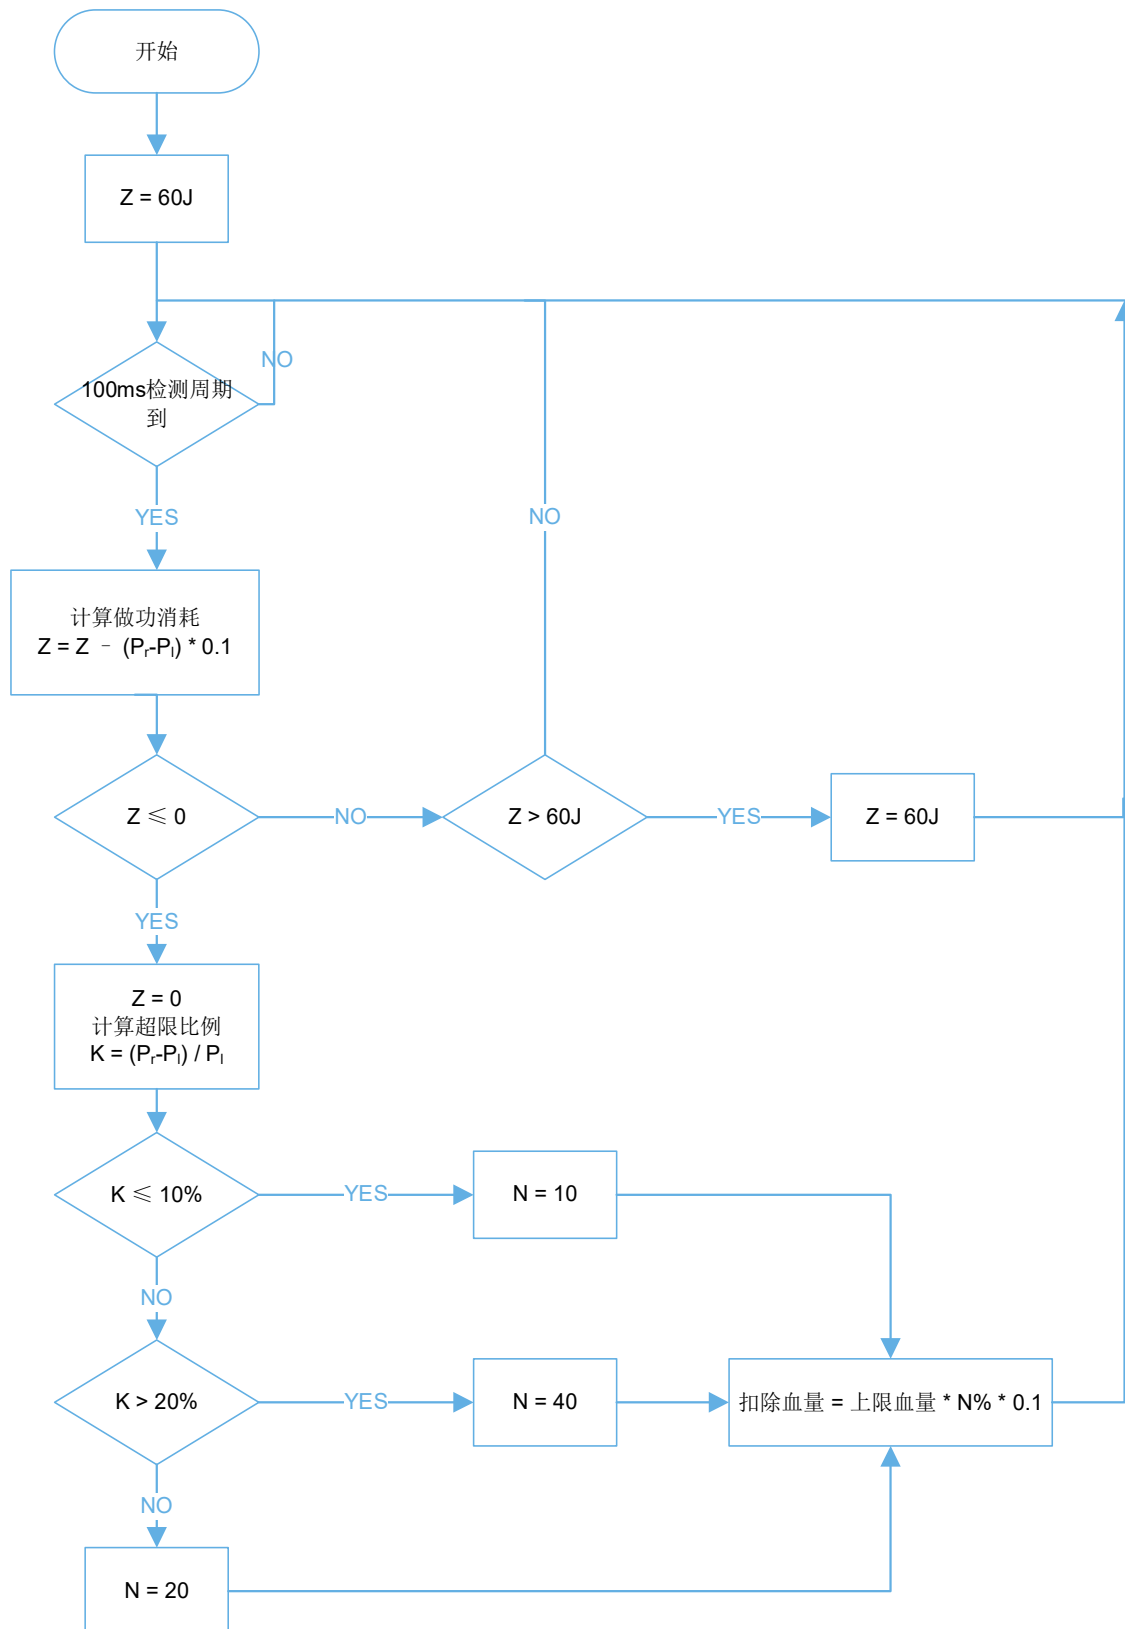 开始
Z = 60J
NO
100ms检测周期
到
YES
NO
计算做功消耗
Z = Z － (Pr-Pl) * 0.1
Z ≤ 0
NO
Z > 60J
YES
Z = 60J
YES
Z = 0
计算超限比例
K = (Pr-Pl) / Pl
K ≤ 10%
YES
N = 10
NO
K > 20%
YES
N = 40
扣除血量 = 上限血量 * N% * 0.1
NO
N = 20